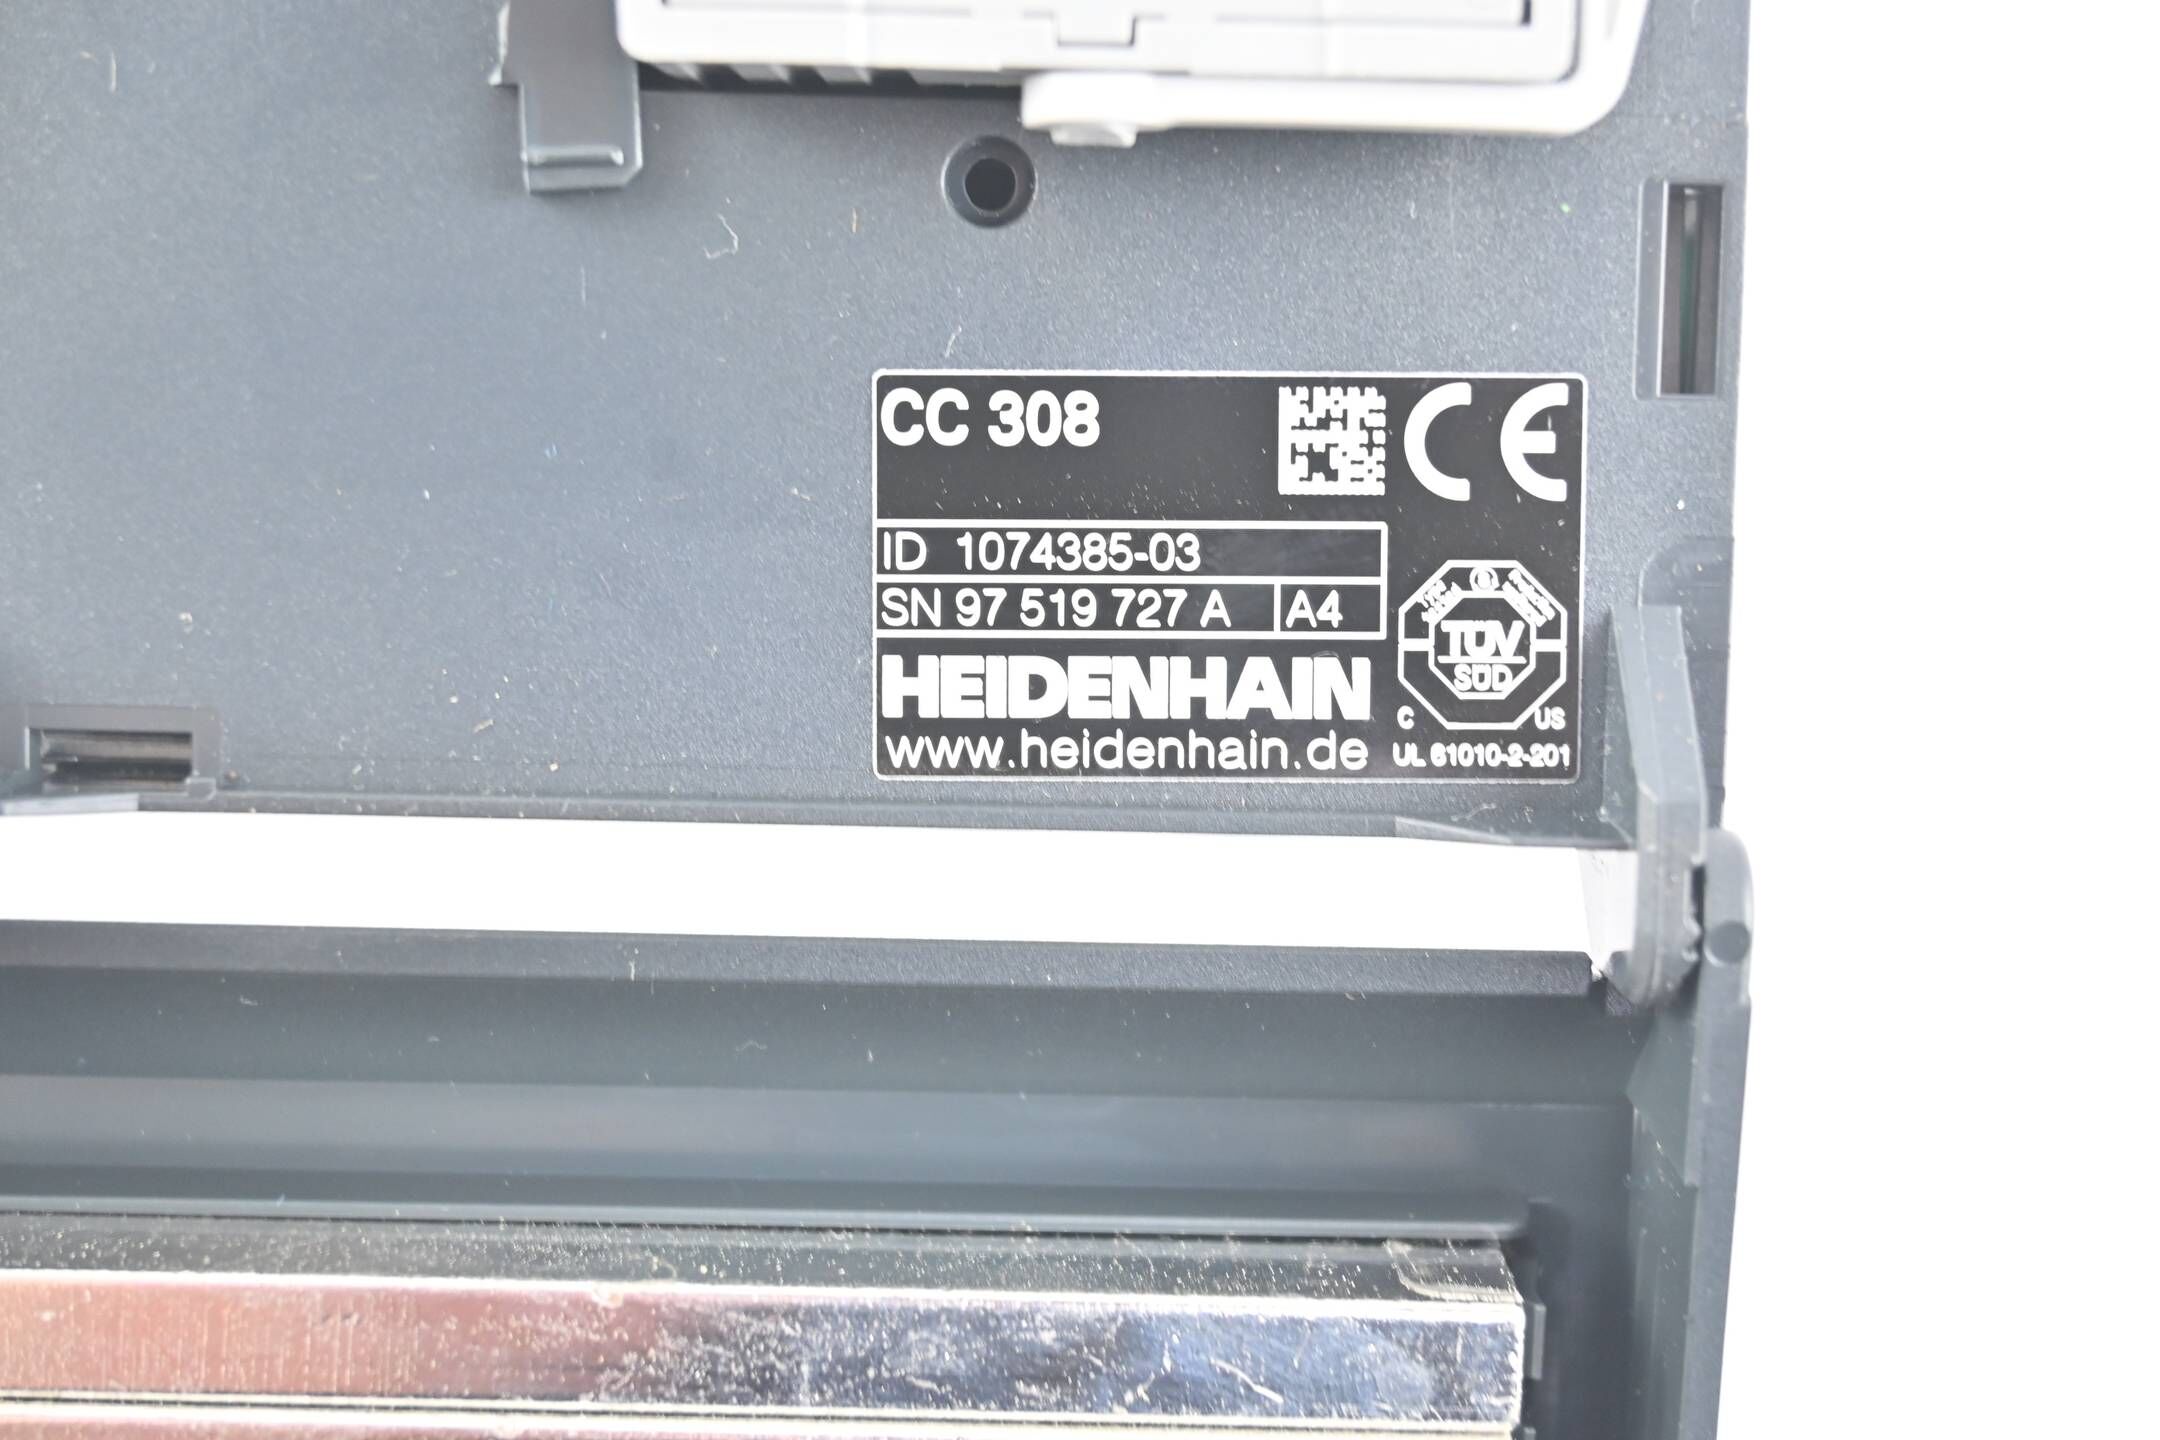 CC 308
CE
ID 1074385-03
SN 97 519 727 A A4
TÜV
SÜD
C US
HEIDENHAIN
www.heidenhain.de
UL 61010-2-201